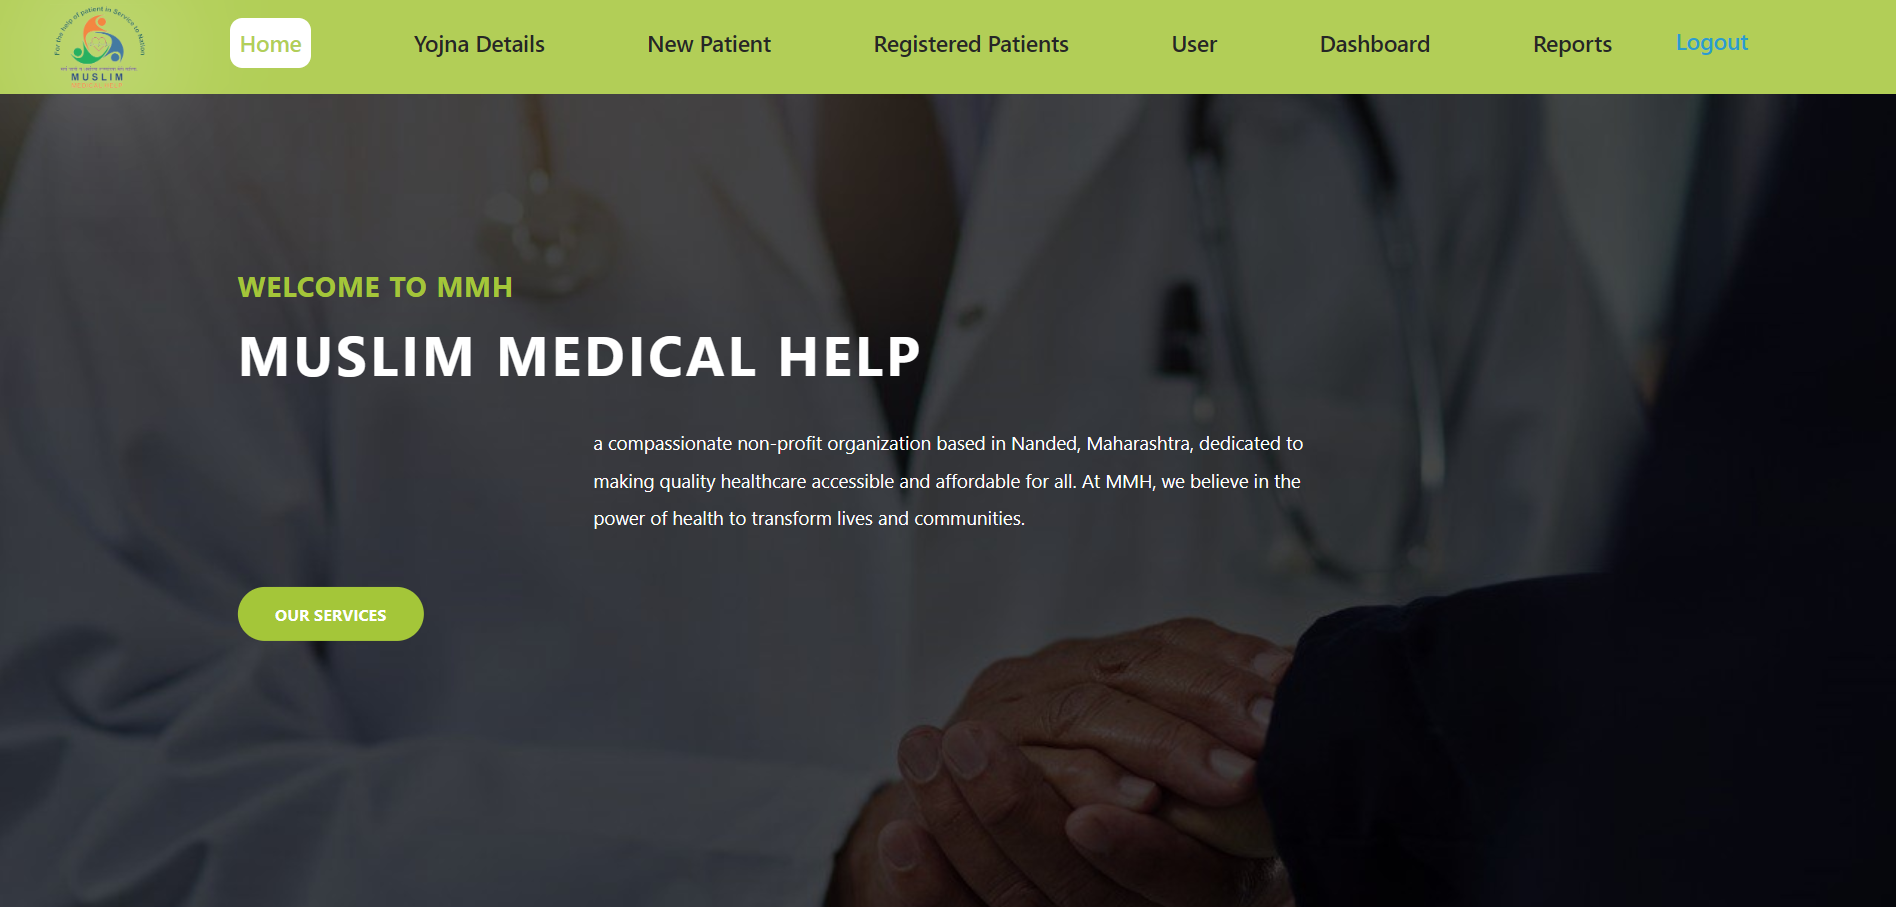 For the help of patient in Service to Nation
MUSLIM
MEDICAL HELP
Home
Yojna Details
New Patient
Registered Patients
User
Dashboard
Reports
Logout
WELCOME TO MMH
MUSLIM MEDICAL HELP
a compassionate non-profit organization based in Nanded, Maharashtra, dedicated to
making quality healthcare accessible and affordable for all. At MMH, we believe in the
power of health to transform lives and communities.
OUR SERVICES